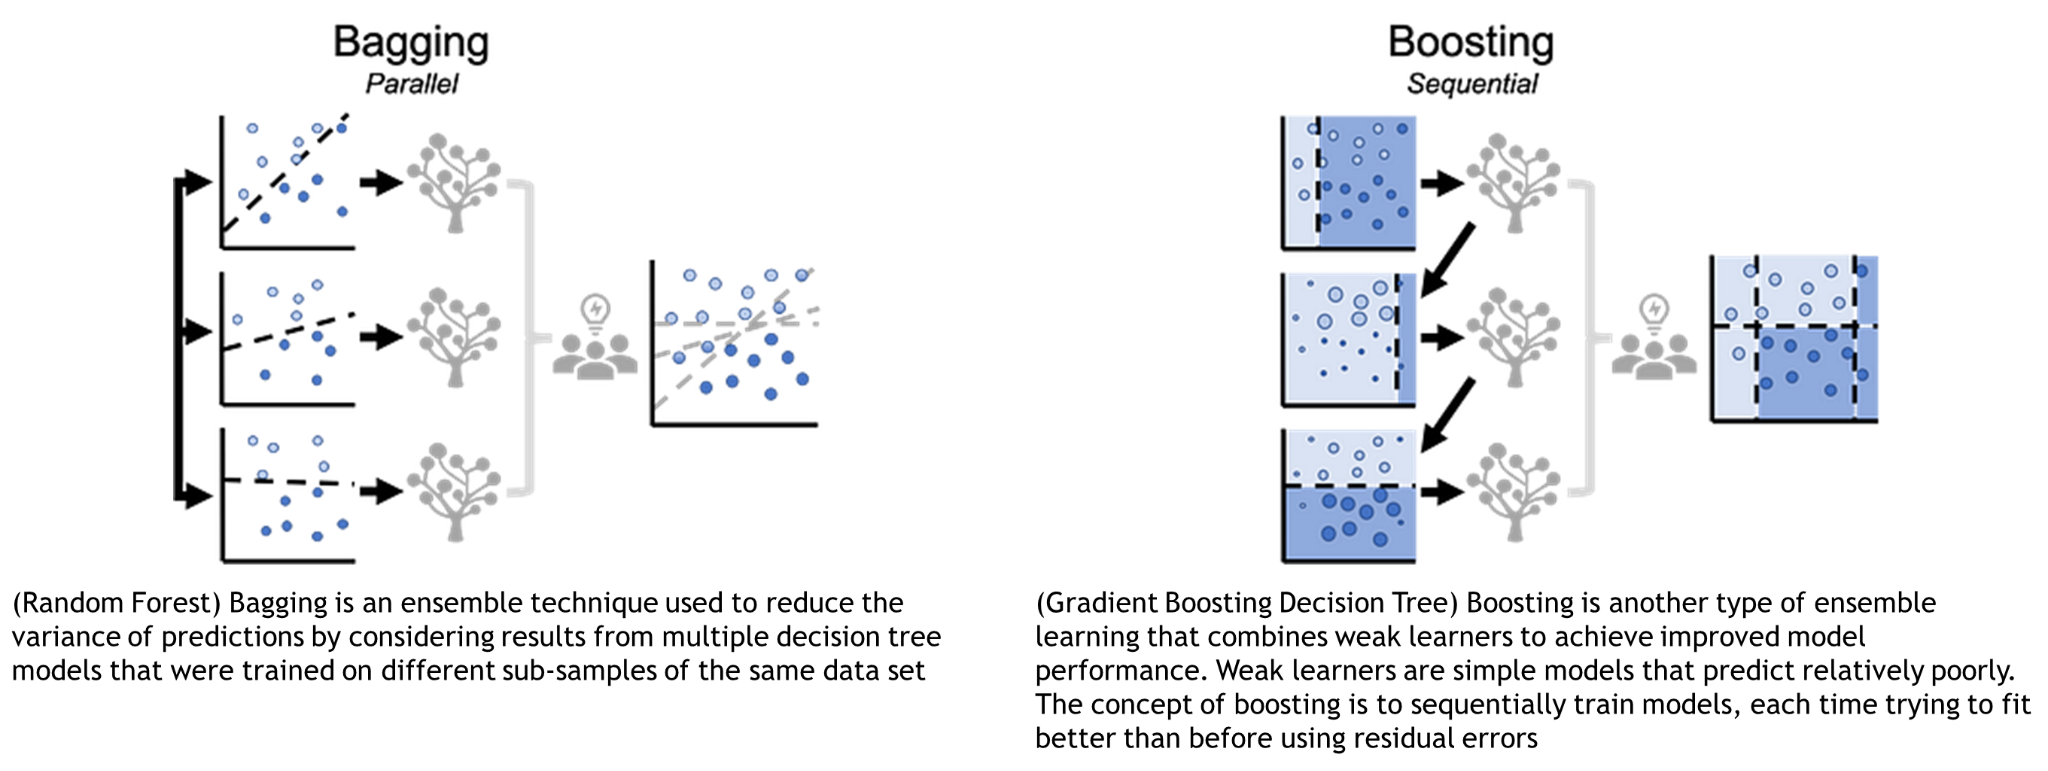 Bagging
Parallel
(Random Forest) Bagging is an ensemble technique used to reduce the
variance of predictions by considering results from multiple decision tree
models that were trained on different sub-samples of the same data set
Boosting
Sequential
(Gradient Boosting Decision Tree) Boosting is another type of ensemble
learning that combines weak learners to achieve improved model
performance. Weak learners are simple models that predict relatively poorly.
The concept of boosting is to sequentially train models, each time trying to fit
better than before using residual errors